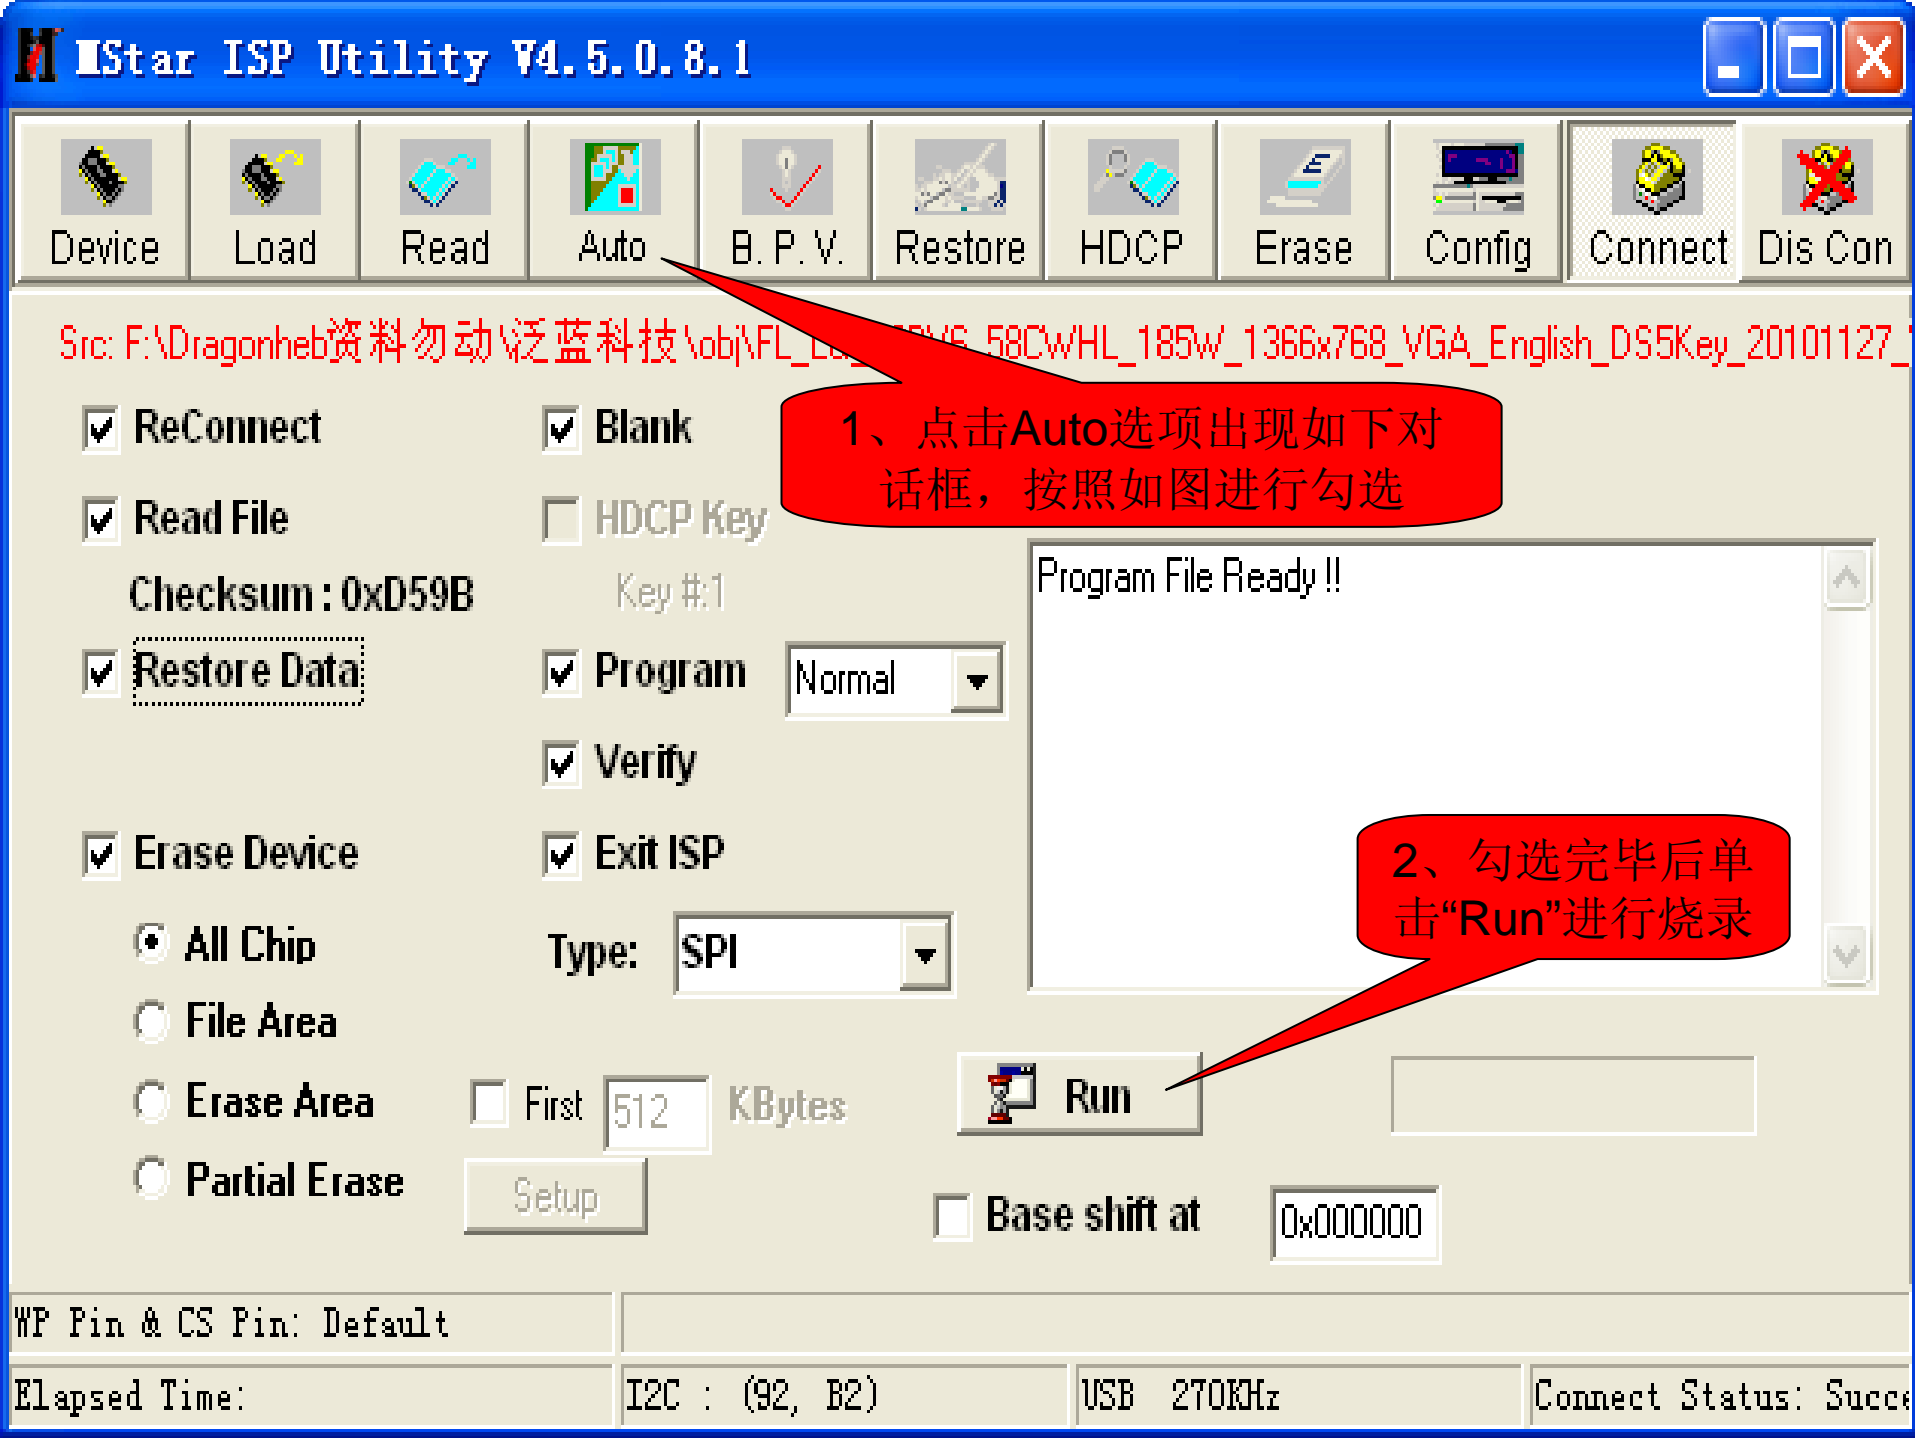 MStar ISP Utility V4.5.0.8.1
Device Load Read Auto B.P.V. Restore HDCP Erase Config Connect Dis Con
Src: F:\Dragonheb资料勿动\泛蓝科技\obj\FL_ 58CWHL_185W_1366x768_VGA_English_DS5Key_20101127_
1、点击Auto选项出现如下对
话框，按照如图进行勾选
ReConnect Blank
Read File HDCP Key
Checksum : 0xD59B Key #:1
Program File Ready !!
Restore Data Program Normal
Verify
Erase Device Exit ISP
2、勾选完毕后单
击“Run”进行烧录
All Chip Type: SPI
File Area
Erase Area First 512 KBytes Run
Partial Erase Setup
Base shift at 0x000000
WP Pin & CS Pin: Default
Elapsed Time: I2C : (92, B2) USB 270KHz Connect Status: Succe